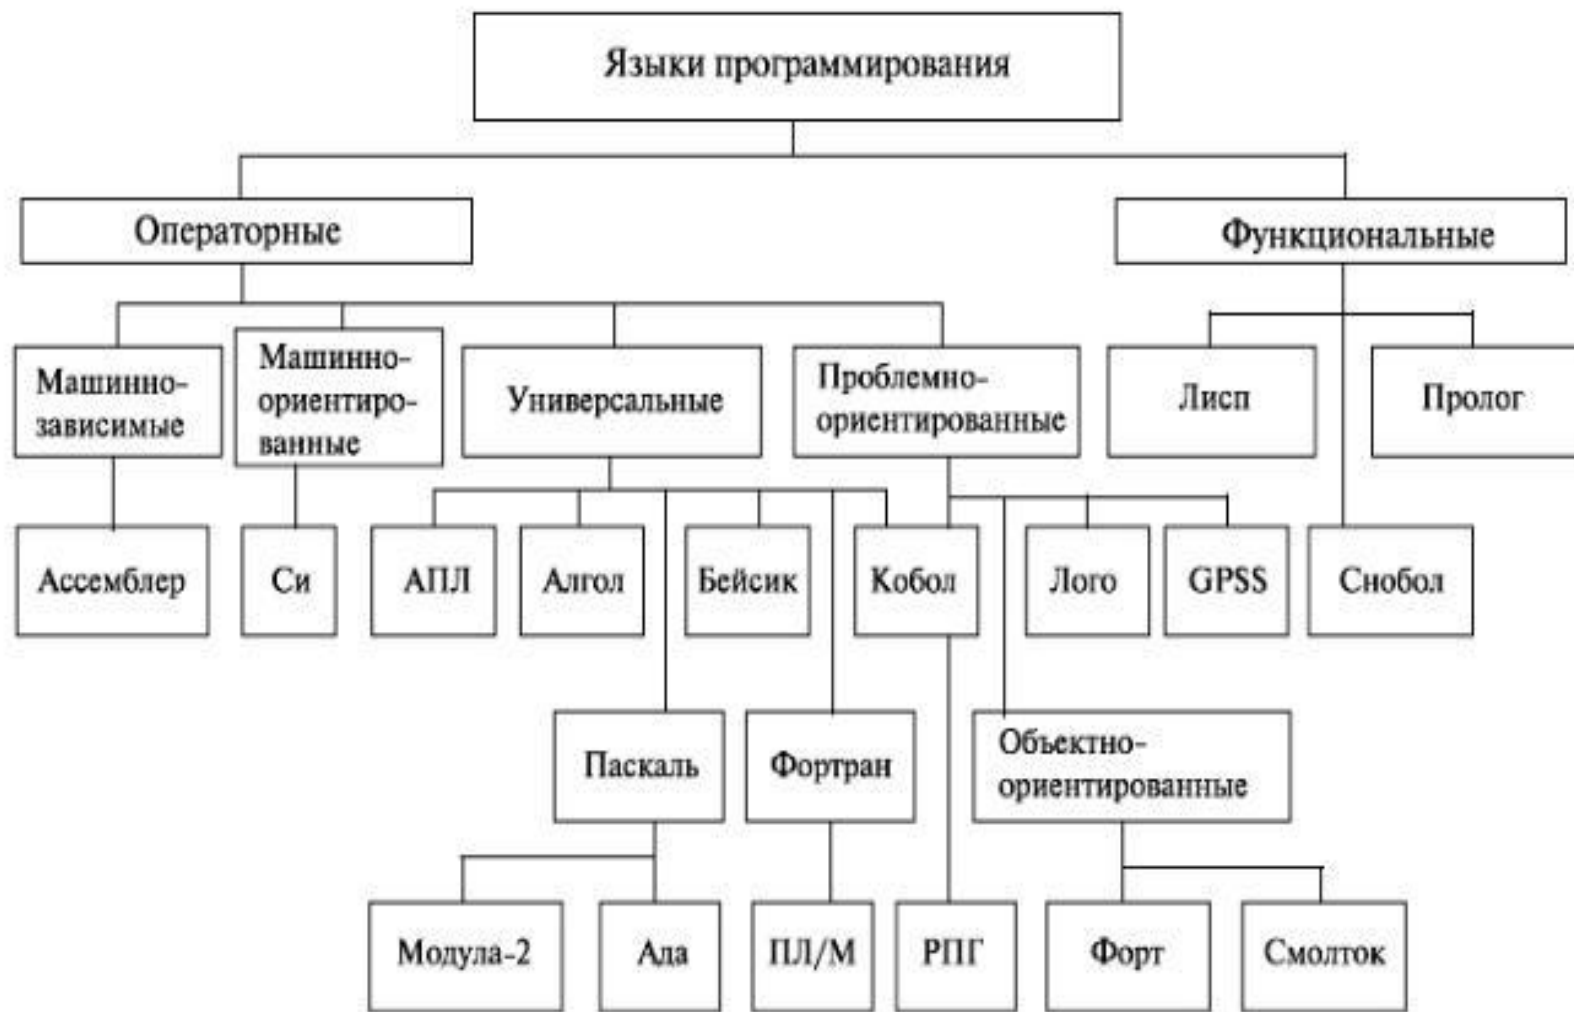 Языки программирования
Операторные
Функциональные
Машинно-
зависимые
Машинно-
ориентиро-
ванные
Универсальные
Проблемно-
ориентированные
Лисп
Пролог
Ассемблер
Си
АПЛ
Алгол
Бейсик
Кобол
Лого
GPSS
Снобол
Паскаль
Фортран
Объектно-
ориентированные
Модула-2
Ада
ПЛ/М
РПГ
Форт
Смолток